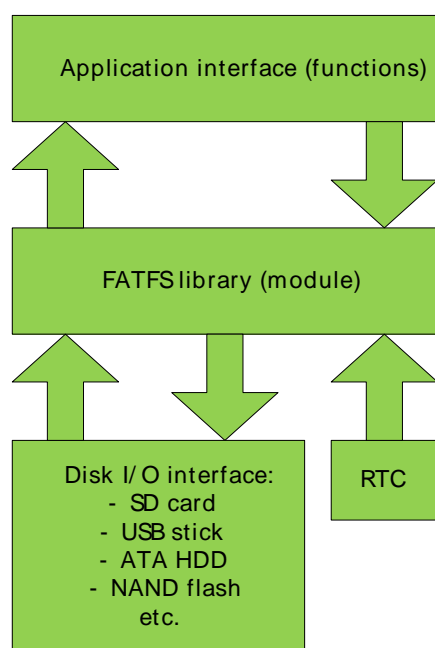 Application interface (functions)
FATFS library (module)
Disk I/O interface:
- SD card
- USB stick
- ATA HDD
- NAND flash
etc.
RTC